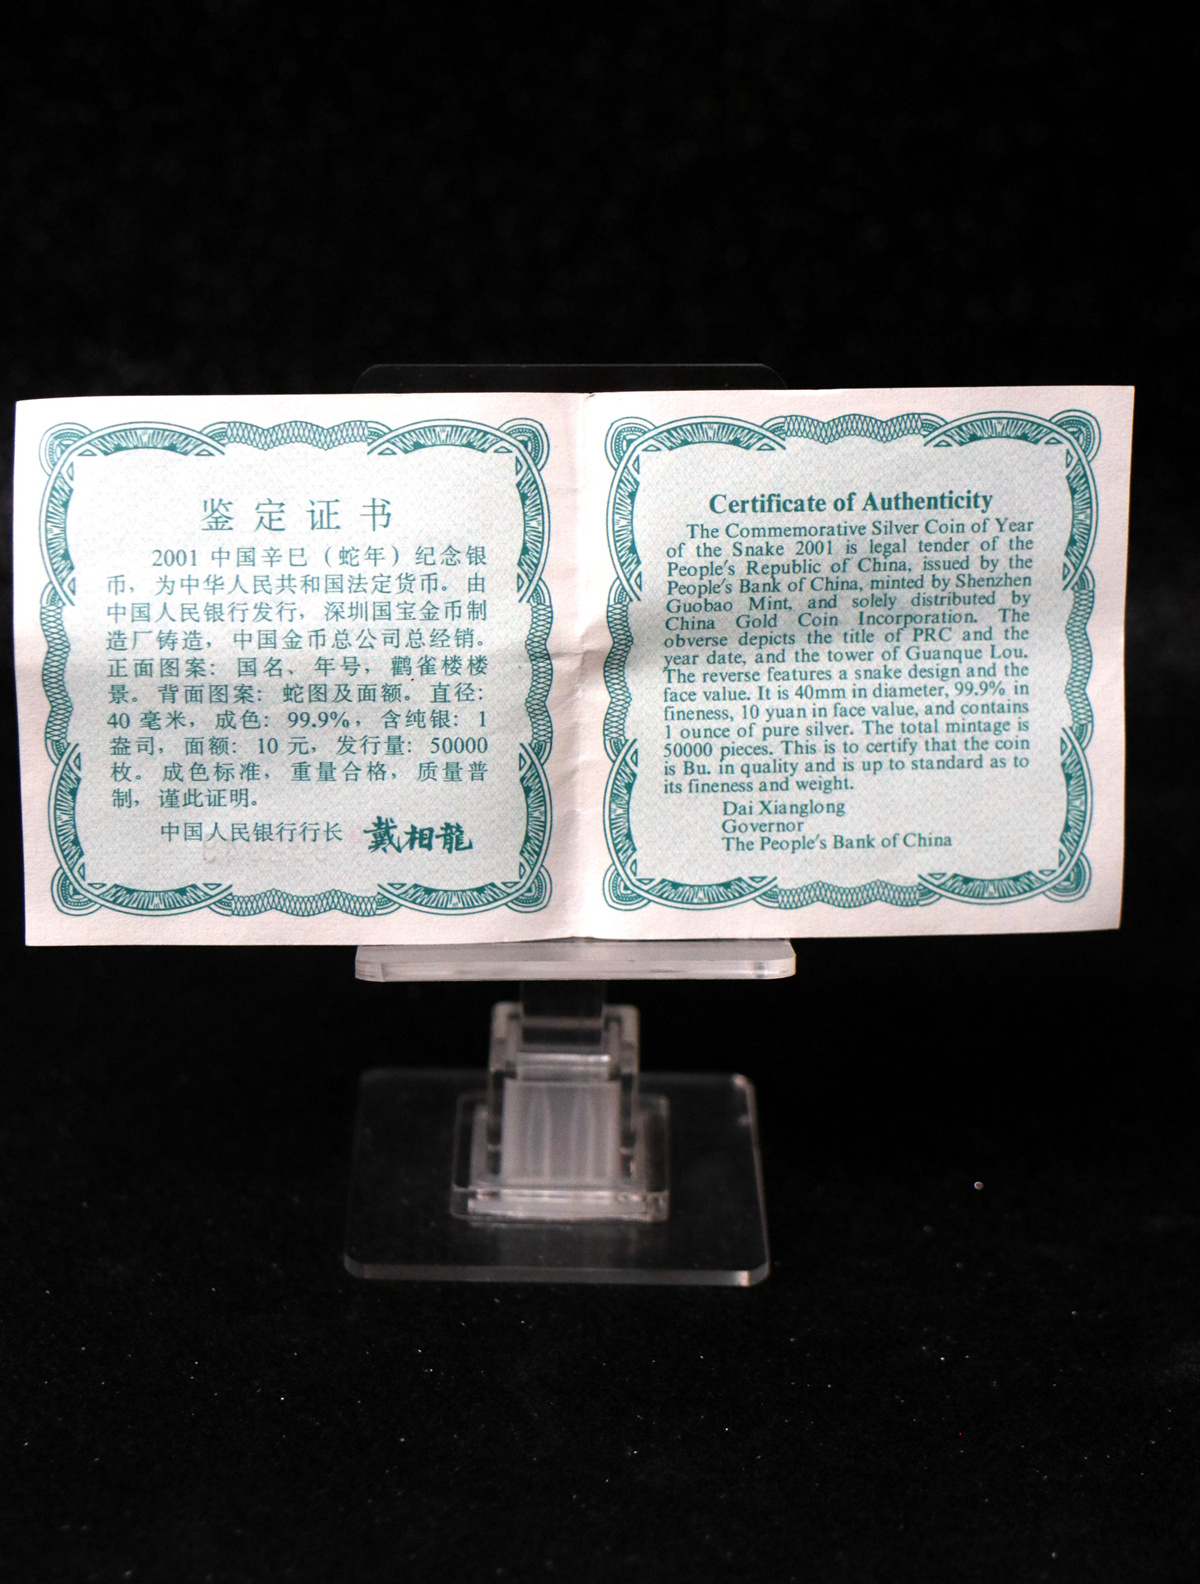 鉴定证书
2001 中国辛巳（蛇年）纪念银
币，为中华人民共和国法定货币。由
中国人民银行发行，深圳国宝金币制
造厂铸造，中国金币总公司总经销。
正面图案：国名、年号，鹳雀楼楼
景。背面图案：蛇图及面额。直径：
40 毫米，成色：99.9%，含纯银：1
盎司，面额：10 元，发行量：50000
枚。成色标准，重量合格，质量普
制，谨此证明。
中国人民银行行长 戴相龍
Certificate of Authenticity
The Commemorative Silver Coin of Year
of the Snake 2001 is legal tender of the
People's Republic of China, issued by the
People's Bank of China, minted by Shenzhen
Guobao Mint, and solely distributed by
China Gold Coin Incorporation. The
obverse depicts the title of PRC and the
year date, and the tower of Guanque Lou.
The reverse features a snake design and the
face value. It is 40mm in diameter, 99.9% in
fineness, 10 yuan in face value, and contains
1 ounce of pure silver. The total mintage is
50000 pieces. This is to certify that the coin
is Bu. in quality and is up to standard as to
its fineness and weight.
Dai Xianglong
Governor
The People's Bank of China